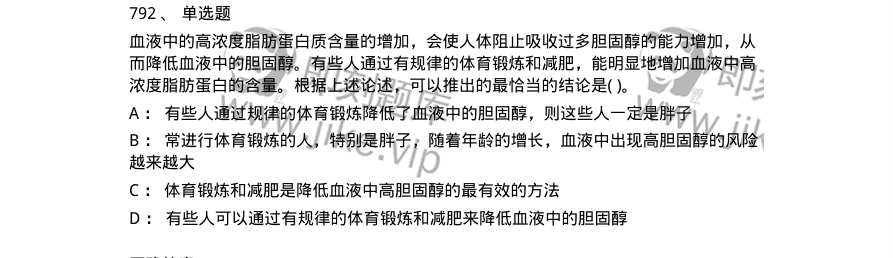 792 、 单选题
血液中的高浓度脂肪蛋白质含量的增加，会使人体阻止吸收过多胆固醇的能力增加，从
而降低血液中的胆固醇。有些人通过有规律的体育锻炼和减肥，能明显地增加血液中高
浓度脂肪蛋白的含量。根据上述论述，可以推出的最恰当的结论是( )。
A ： 有些人通过规律的体育锻炼降低了血液中的胆固醇，则这些人一定是胖子
B ： 常进行体育锻炼的人，特别是胖子，随着年龄的增长，血液中出现高胆固醇的风险
越来越大
C ： 体育锻炼和减肥是降低血液中高胆固醇的最有效的方法
D ： 有些人可以通过有规律的体育锻炼和减肥来降低血液中的胆固醇
即刻题库
www.jike.vip
即刻
www.jike